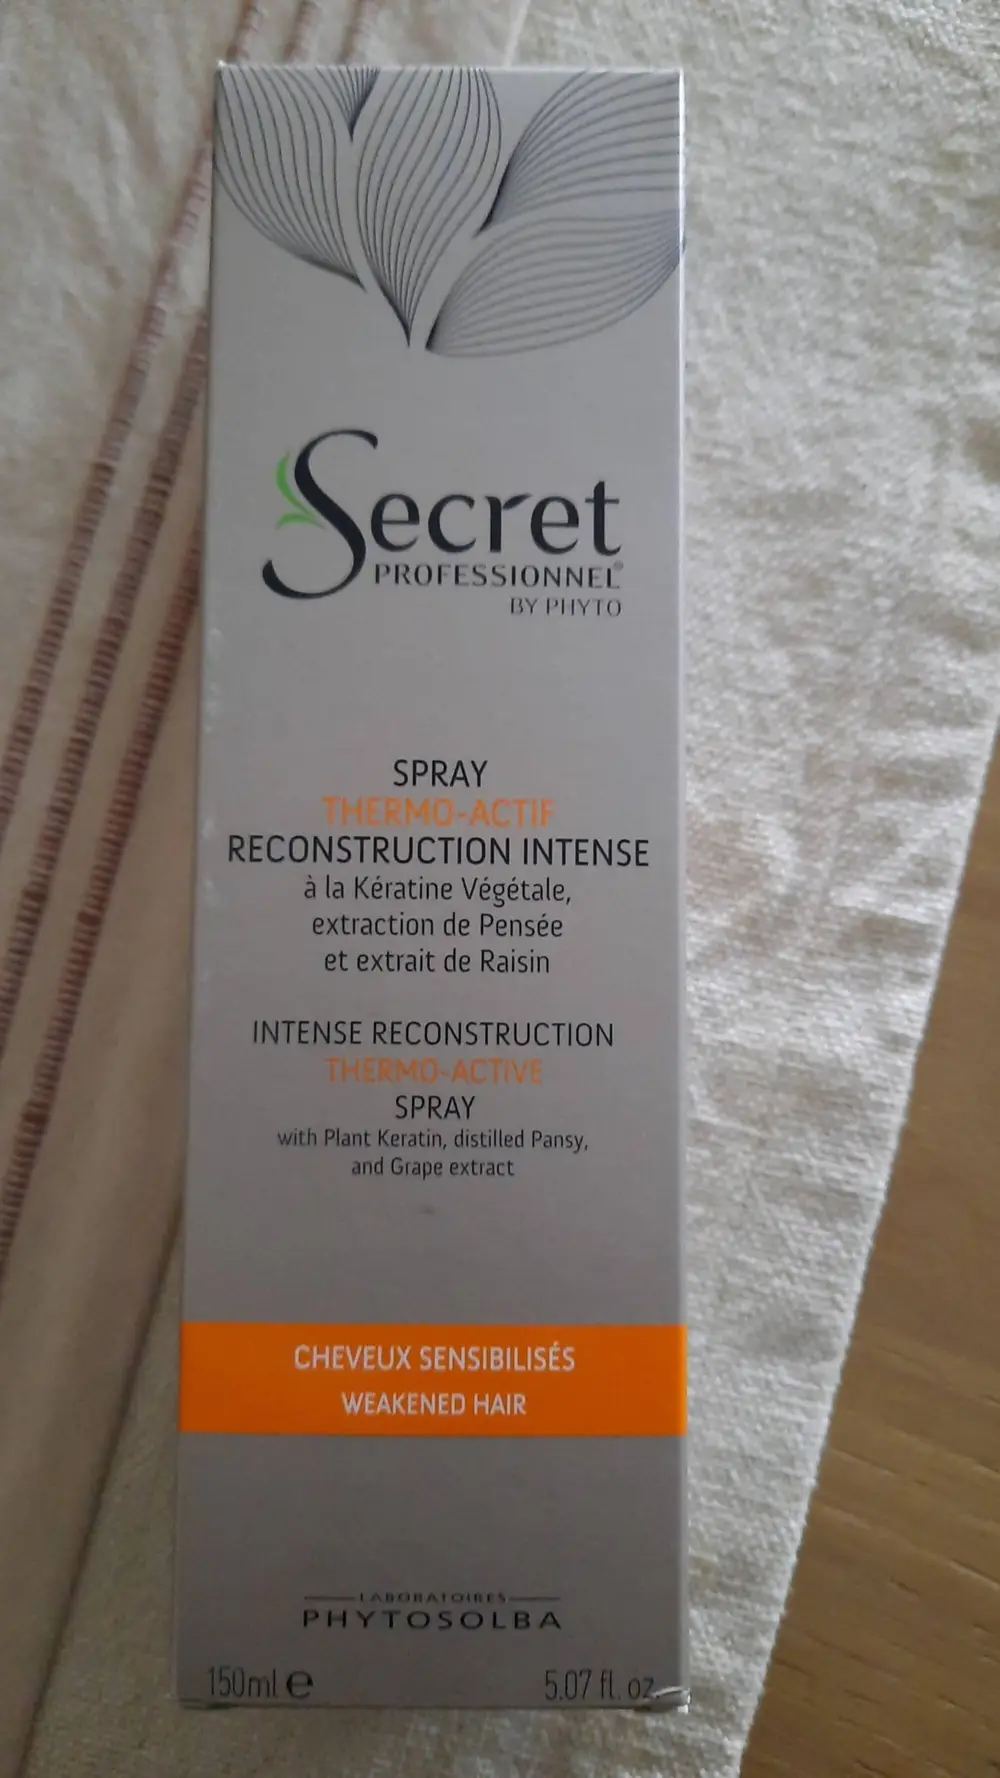 Secret
PROFESSIONNEL®
BY PHYTO
SPRAY
THERMO-ACTIF
RECONSTRUCTION INTENSE
à la Kératine Végétale,
extraction de Pensée
et extrait de Raisin
INTENSE RECONSTRUCTION
THERMO-ACTIVE
SPRAY
with Plant Keratin, distilled Pansy,
and Grape extract
CHEVEUX SENSIBILISÉS
WEAKENED HAIR
LABORATOIRES
PHYTOSOLBA
150ml e 5.07 fl. oz.